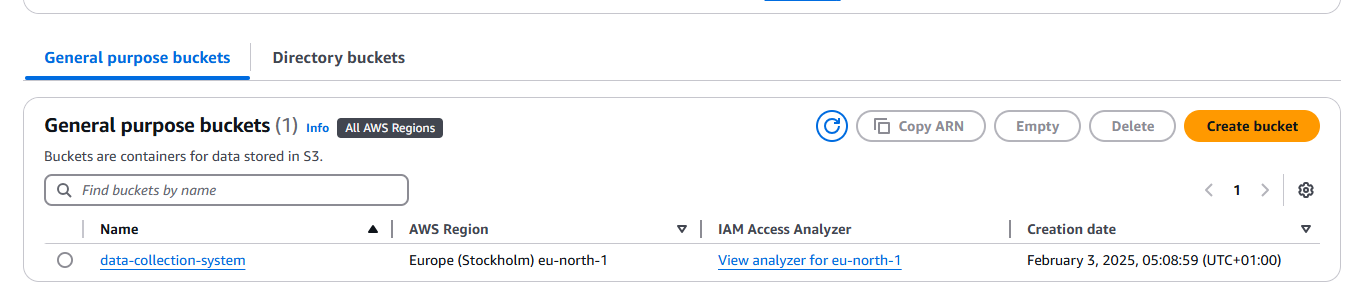 General purpose buckets Directory buckets
General purpose buckets (1) Info All AWS Regions Copy ARN Empty Delete Create bucket
Buckets are containers for data stored in S3.
Find buckets by name 1
Name AWS Region IAM Access Analyzer Creation date
data-collection-system Europe (Stockholm) eu-north-1 View analyzer for eu-north-1 February 3, 2025, 05:08:59 (UTC+01:00)